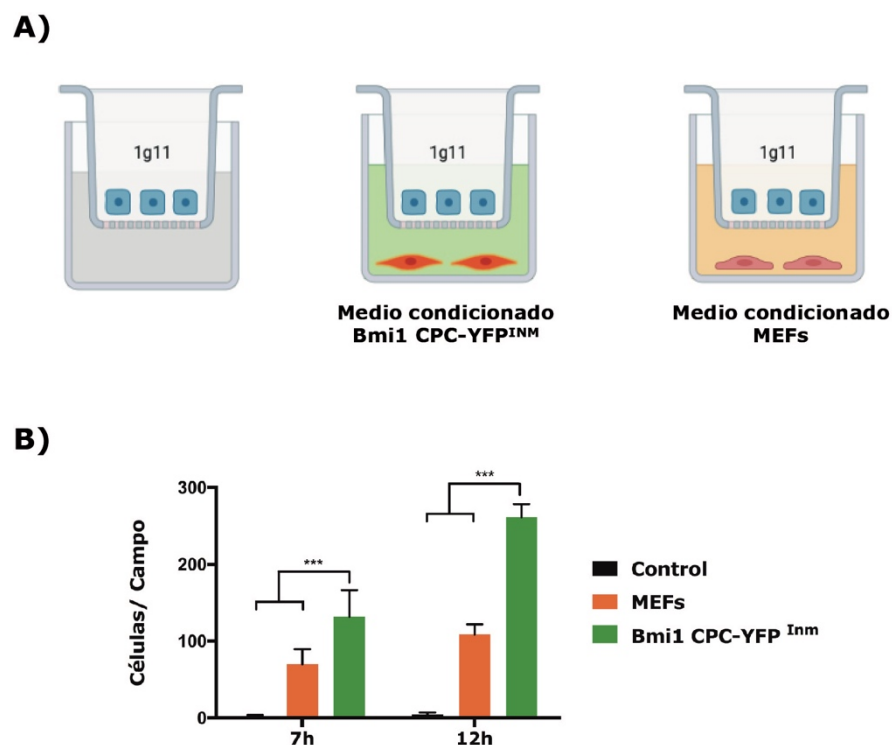 A)
1g11
1g11
1g11
Medio condicionado
Bmi1 CPC-YFPᴵᴺᴹ
Medio condicionado
MEFs
B)
Células/ Campo
300
200
100
0
***
***
7h
12h
Control
MEFs
Bmi1 CPC-YFP ᴵⁿᵐ